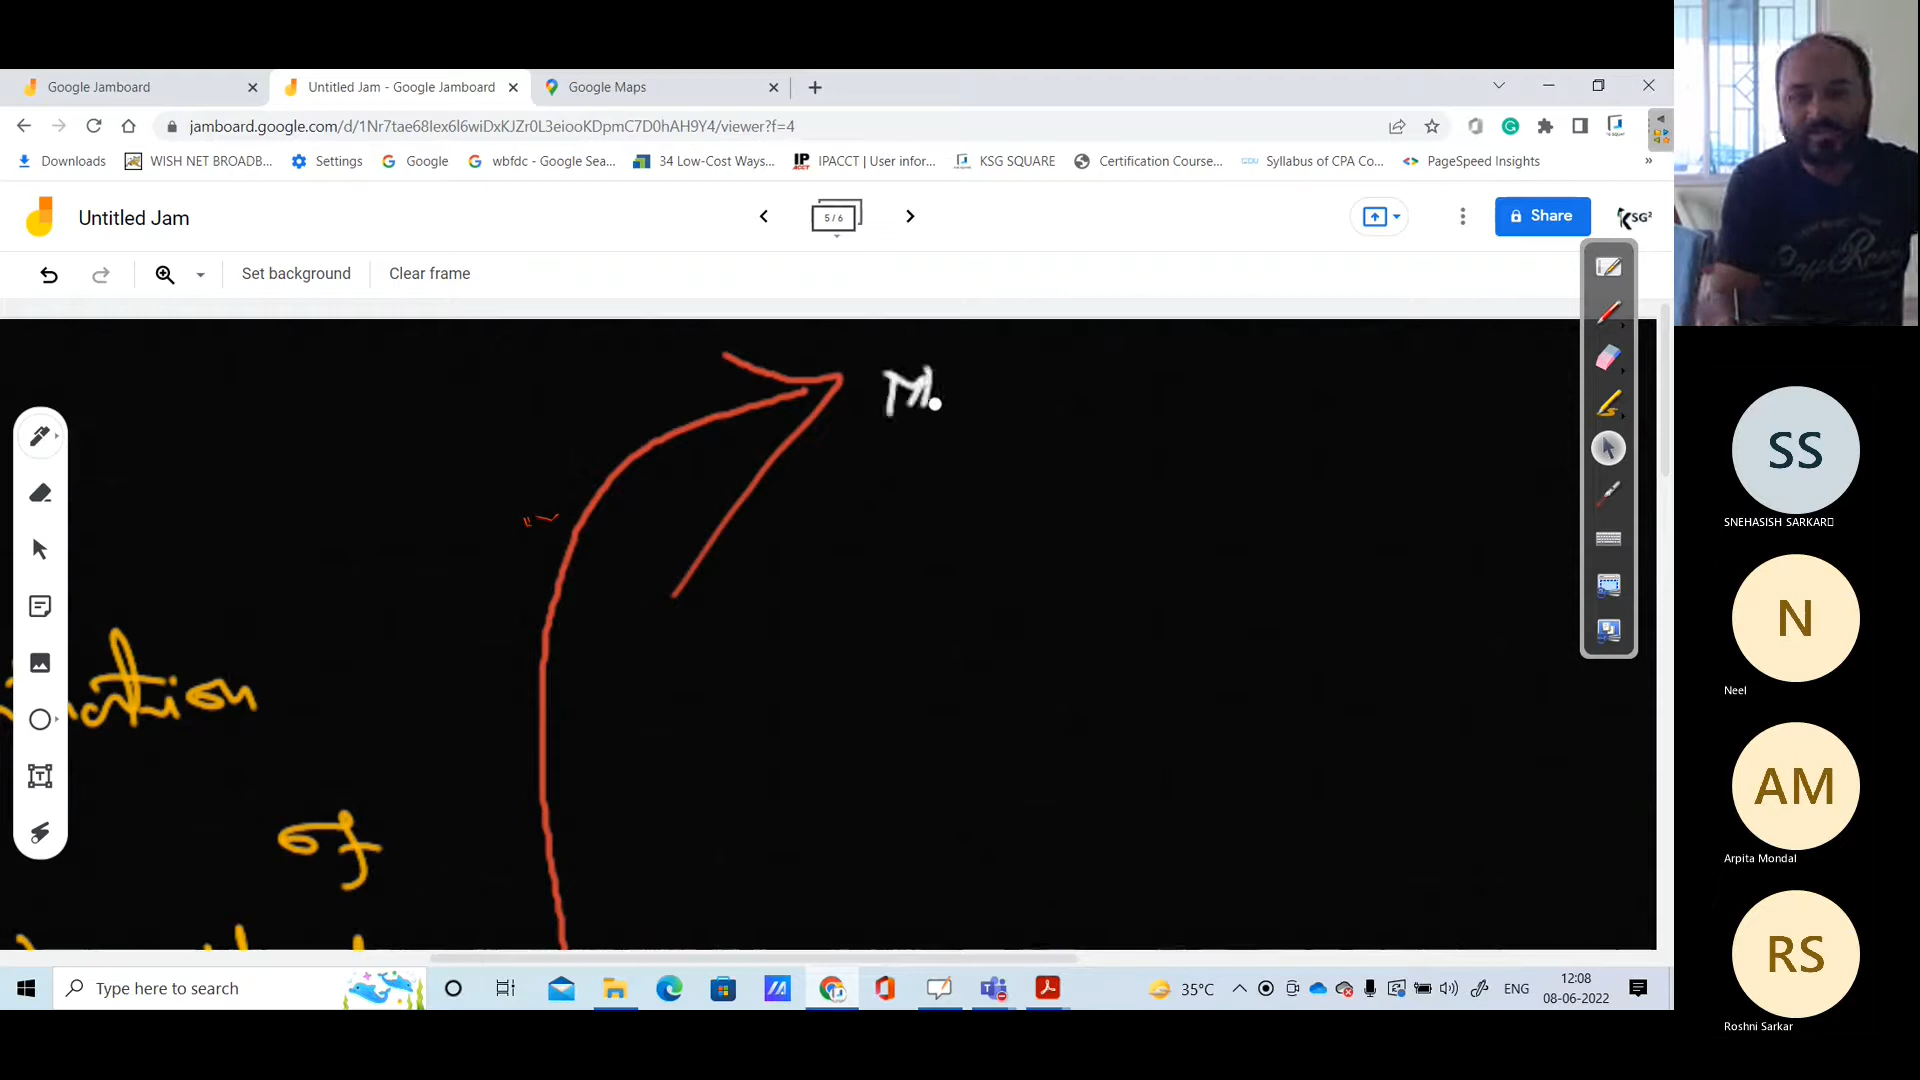 Google Jamboard
Untitled Jam - Google Jamboard
Google Maps
jamboard.google.com/d/1Nr7tae68Iex6I6wiDxKJZr0L3eiooKDpmC7D0hAH9Y4/viewer?f=4
Downloads
WISH NET BROADB...
Settings
Google
wbfdc - Google Sea...
34 Low-Cost Ways...
IPACCT | User infor...
KSG SQUARE
Certification Course...
Syllabus of CPA Co...
PageSpeed Insights
Untitled Jam
5 / 6
Share
KSG²
Set background
Clear frame
M
of
SS
SNEHASISH SARKAR
N
Neel
AM
Arpita Mondal
RS
Roshni Sarkar
Type here to search
35°C
ENG
12:08
08-06-2022